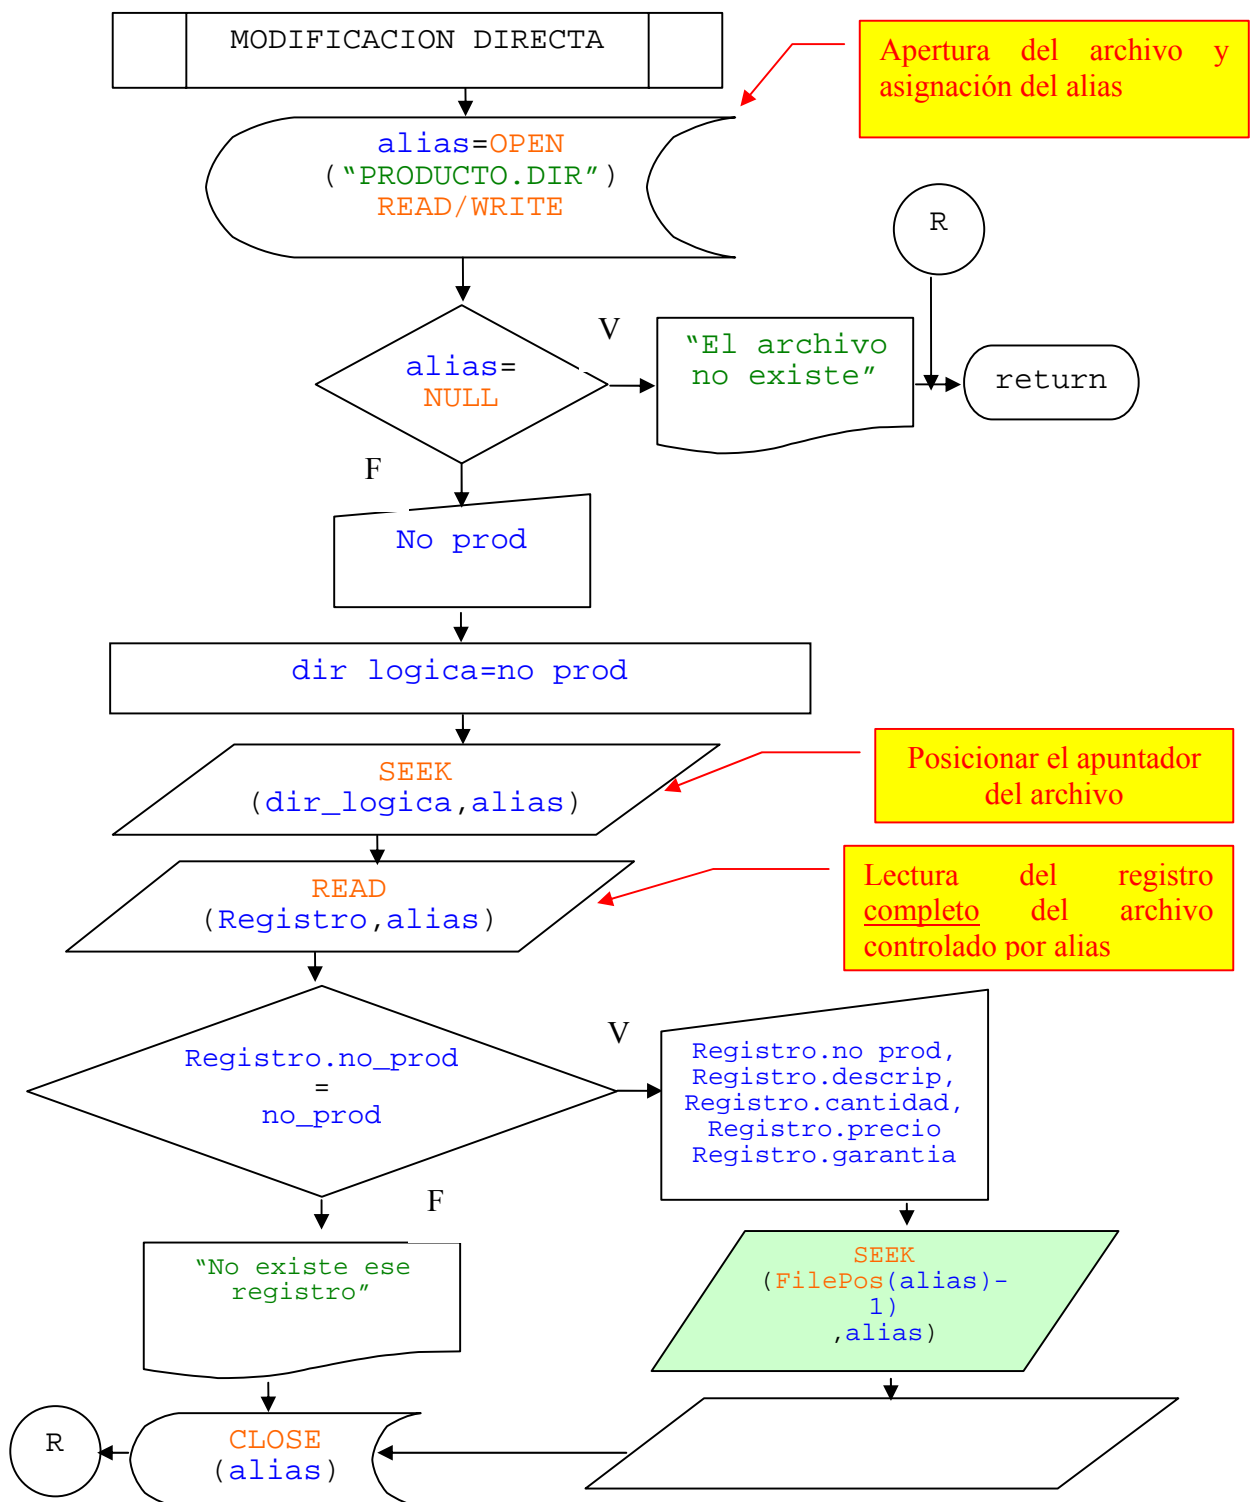 MODIFICACION DIRECTA
Apertura del archivo y
asignación del alias
alias=OPEN
("PRODUCTO.DIR")
READ/WRITE
R
alias=
NULL
V
"El archivo
no existe"
return
F
No prod
dir logica=no prod
SEEK
(dir_logica,alias)
Posicionar el apuntador
del archivo
READ
(Registro,alias)
Lectura del registro
completo del archivo
controlado por alias
Registro.no_prod
=
no_prod
V
Registro.no prod,
Registro.descrip,
Registro.cantidad,
Registro.precio
Registro.garantia
F
"No existe ese
registro"
SEEK
(FilePos(alias)-
1)
,alias)
R
CLOSE
(alias)